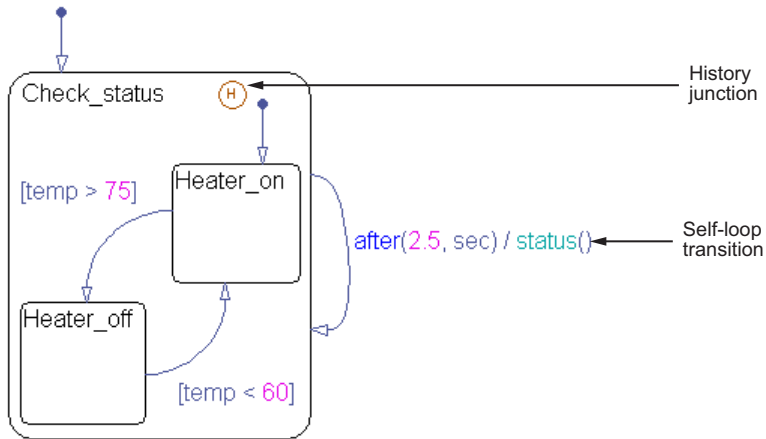 History
junction
Check_status
H
Heater_on
[temp > 75]
after(2.5, sec) / status()
Self-loop
transition
Heater_off
[temp < 60]